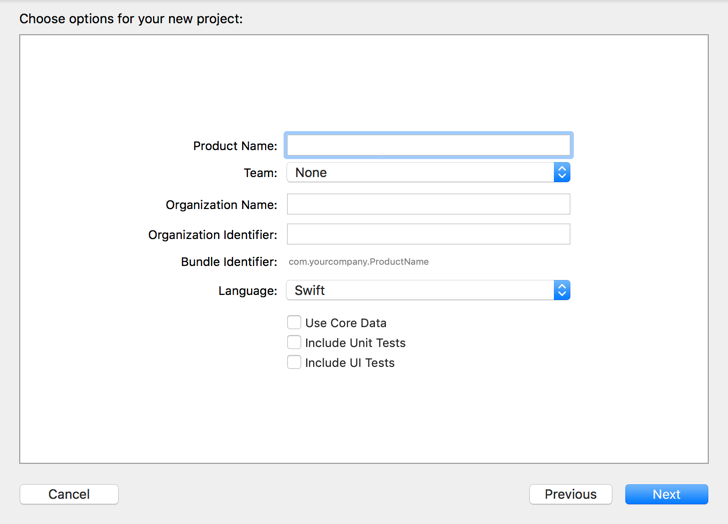 Choose options for your new project:
Product Name:
Team: None
Organization Name:
Organization Identifier:
Bundle Identifier: com.yourcompany.ProductName
Language: Swift
Use Core Data
Include Unit Tests
Include UI Tests
Cancel Previous Next